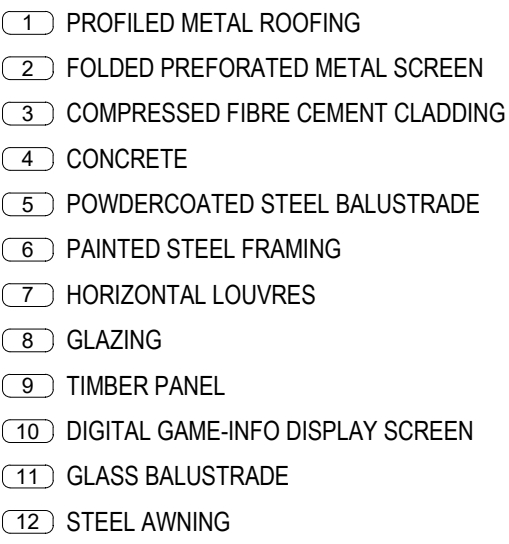 1 PROFILED METAL ROOFING
2 FOLDED PREFORATED METAL SCREEN
3 COMPRESSED FIBRE CEMENT CLADDING
4 CONCRETE
5 POWDERCOATED STEEL BALUSTRADE
6 PAINTED STEEL FRAMING
7 HORIZONTAL LOUVRES
8 GLAZING
9 TIMBER PANEL
10 DIGITAL GAME-INFO DISPLAY SCREEN
11 GLASS BALUSTRADE
12 STEEL AWNING